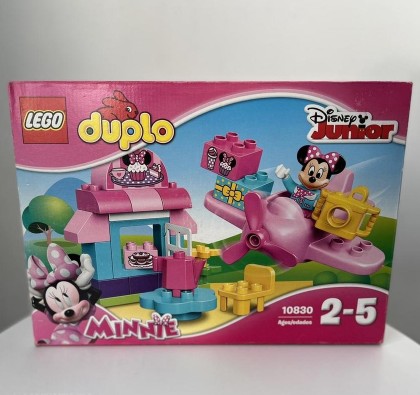 LEGO
duplo
Disney
Junior
MINNIE
10830
Ages/edades
2-5